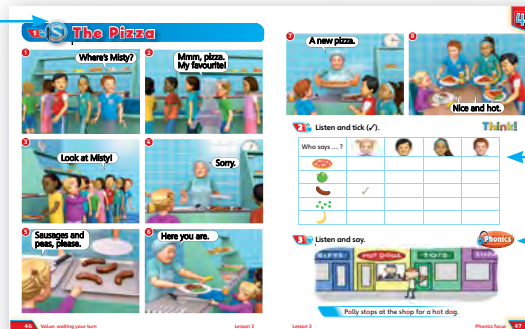 1 S The Pizza
1
Where's Misty?
2
Mmm, pizza.
My favourite!
3
Look at Misty!
4
Sorry.
5
Sausages and
peas, please.
6
Here you are.
46 Value: waiting your turn
Lesson 3
4
7
A new pizza.
8
Nice and hot.
2 Listen and tick (✓).
Think!
Who says ... ?
✓
3 Listen and say.
Phonics
GIFTS
HOT DOGS
TOYS
Polly stops at the shop for a hot dog.
Lesson 3
Phonics focus 47